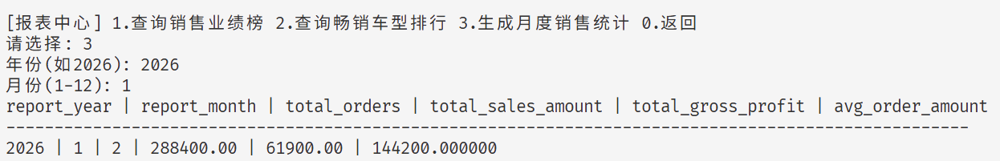 [报表中心] 1.查询销售业绩榜 2.查询畅销车型排行 3.生成月度销售统计 0.返回
请选择: 3
年份(如2026): 2026
月份(1-12): 1
report_year | report_month | total_orders | total_sales_amount | total_gross_profit | avg_order_amount
----------------------------------------------------------------------------------------------------
2026 | 1 | 2 | 288400.00 | 61900.00 | 144200.000000